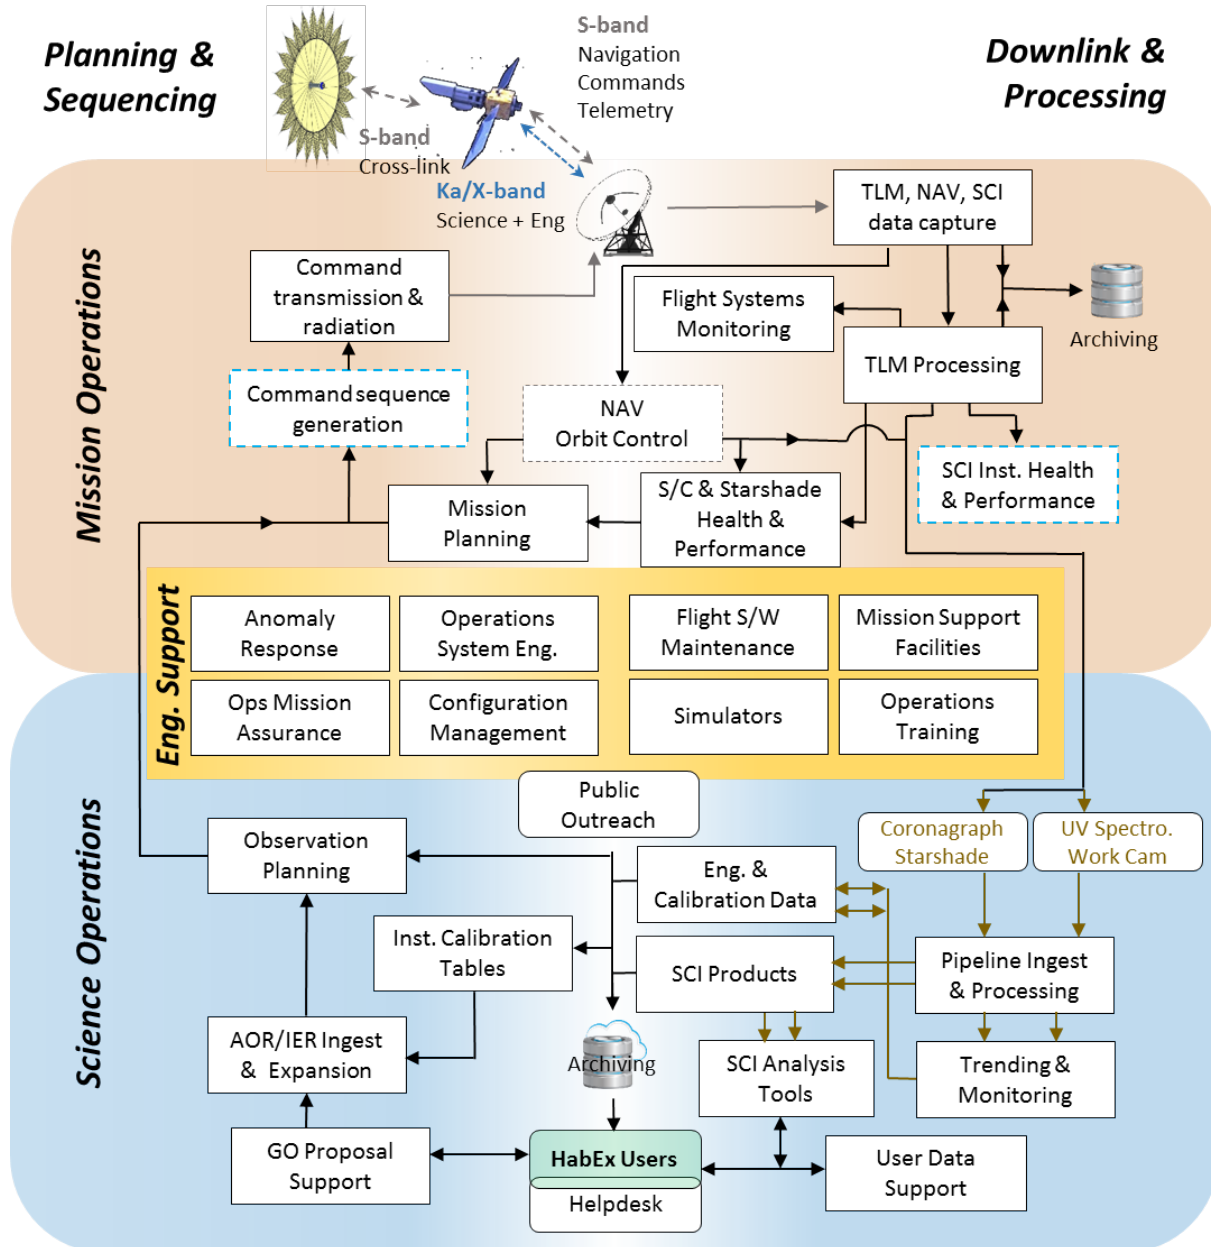 Planning &
Sequencing
S-band
Navigation
Commands
Telemetry
Downlink &
Processing
S-band
Cross-link
Ka/X-band
Science + Eng
Mission Operations
TLM, NAV, SCI
data capture
Command
transmission &
radiation
Flight Systems
Monitoring
Archiving
TLM Processing
Command sequence
generation
NAV
Orbit Control
SCI Inst. Health
& Performance
Mission
Planning
S/C & Starshade
Health &
Performance
Eng. Support
Anomaly
Response
Operations
System Eng.
Flight S/W
Maintenance
Mission Support
Facilities
Ops Mission
Assurance
Configuration
Management
Simulators
Operations
Training
Science Operations
Public
Outreach
Observation
Planning
Eng. &
Calibration Data
Coronagraph
Starshade
UV Spectro.
Work Cam
Inst. Calibration
Tables
SCI Products
Pipeline Ingest
& Processing
AOR/IER Ingest
& Expansion
Archiving
SCI Analysis
Tools
Trending &
Monitoring
GO Proposal
Support
HabEx Users
Helpdesk
User Data
Support